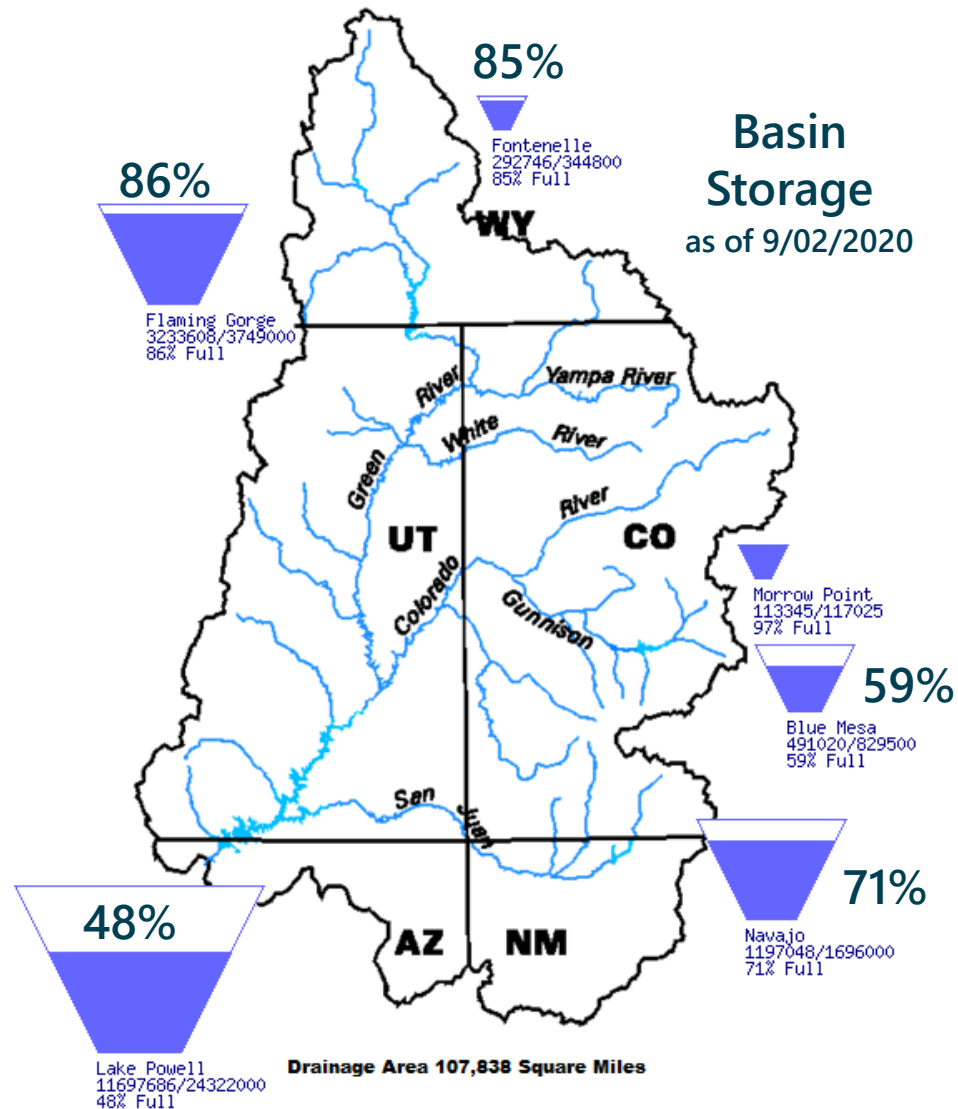 85%
Fontenelle
292746/344800
85% Full
Basin
Storage
as of 9/02/2020
86%
Flaming Gorge
3233608/3749000
86% Full
WY
Yampa River
River
White
River
Green
River
UT
CO
Colorado
Gunnison
Morrow Point
113345/117025
97% Full
59%
Blue Mesa
491020/829500
59% Full
San
Juan
71%
Navajo
1197048/1696000
71% Full
48%
AZ
NM
Lake Powell
11697686/24322000
48% Full
Drainage Area 107,838 Square Miles